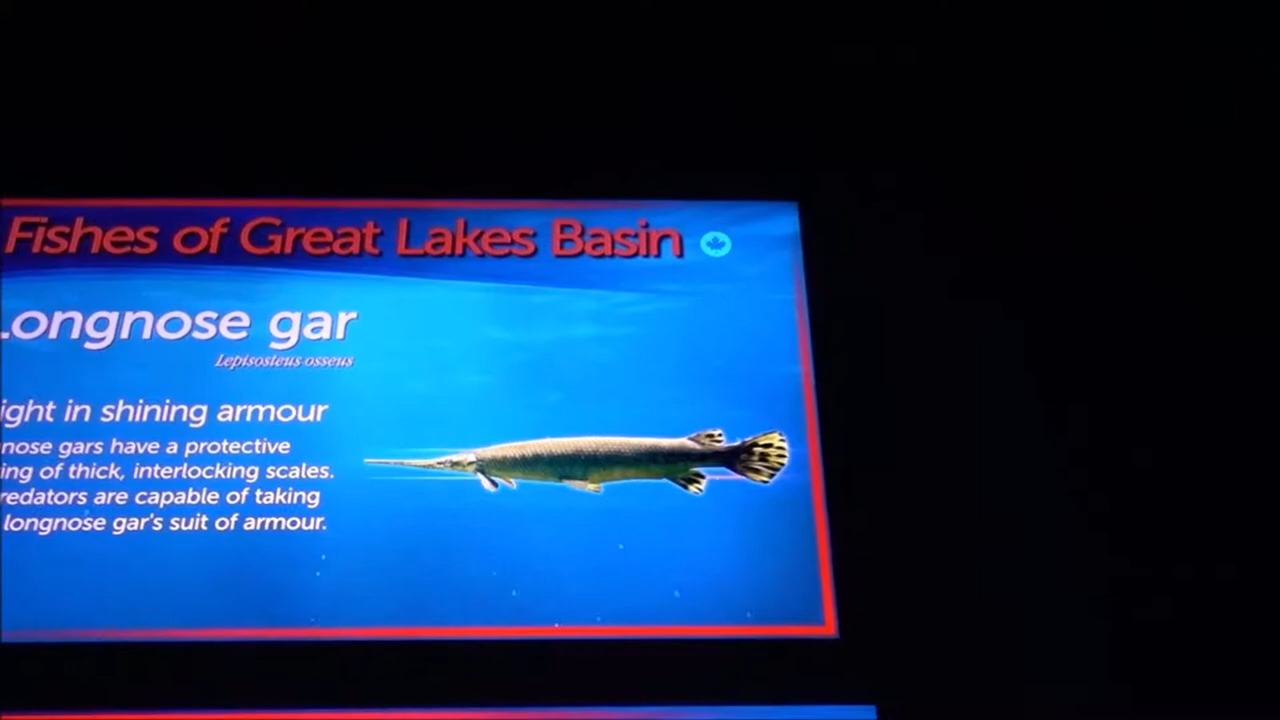 Fishes of Great Lakes Basin
Longnose gar
Lepisosteus osseus
ight in shining armour
nose gars have a protective
ing of thick, interlocking scales.
redators are capable of taking
longnose gar's suit of armour.